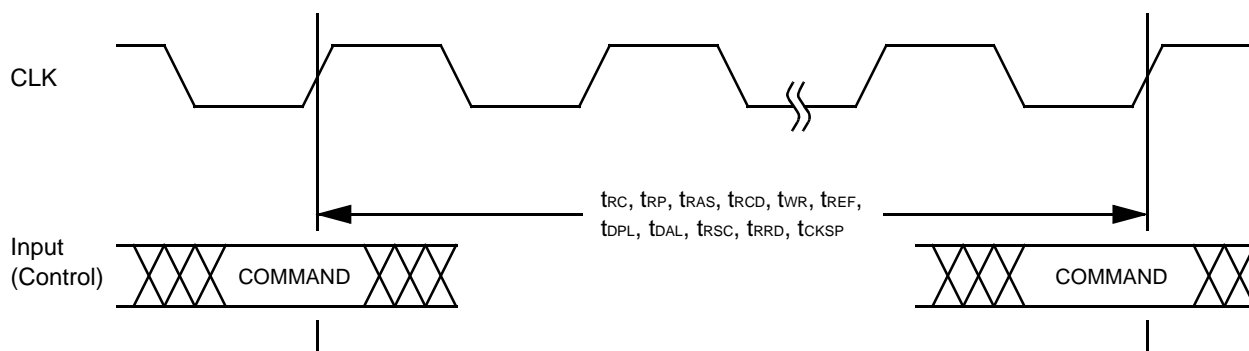 CLK
tRC, tRP, tRAS, tRCD, tWR, tREF,
tDPL, tDAL, tRSC, tRRD, tCKSP
Input
(Control)
COMMAND
COMMAND